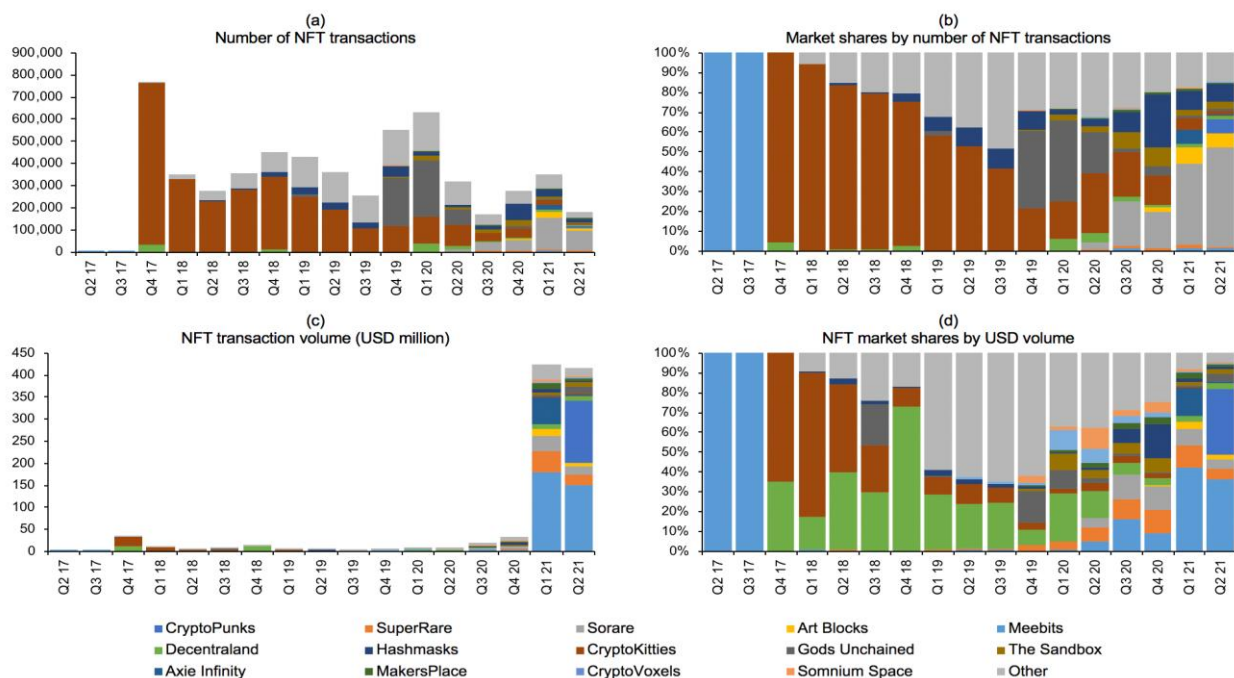 (a)
Number of NFT transactions
900,000
800,000
700,000
600,000
500,000
400,000
300,000
200,000
100,000
0
Q2 17
Q3 17
Q4 17
Q1 18
Q2 18
Q3 18
Q4 18
Q1 19
Q2 19
Q3 19
Q4 19
Q1 20
Q2 20
Q3 20
Q4 20
Q1 21
Q2 21
(b)
Market shares by number of NFT transactions
100%
90%
80%
70%
60%
50%
40%
30%
20%
10%
0%
Q2 17
Q3 17
Q4 17
Q1 18
Q2 18
Q3 18
Q4 18
Q1 19
Q2 19
Q3 19
Q4 19
Q1 20
Q2 20
Q3 20
Q4 20
Q1 21
Q2 21
(c)
NFT transaction volume (USD million)
450
400
350
300
250
200
150
100
50
0
Q2 17
Q3 17
Q4 17
Q1 18
Q2 18
Q3 18
Q4 18
Q1 19
Q2 19
Q3 19
Q4 19
Q1 20
Q2 20
Q3 20
Q4 20
Q1 21
Q2 21
(d)
NFT market shares by USD volume
100%
90%
80%
70%
60%
50%
40%
30%
20%
10%
0%
Q2 17
Q3 17
Q4 17
Q1 18
Q2 18
Q3 18
Q4 18
Q1 19
Q2 19
Q3 19
Q4 19
Q1 20
Q2 20
Q3 20
Q4 20
Q1 21
Q2 21
CryptoPunks SuperRare Sorare Art Blocks Meebits
Decentraland Hashmasks CryptoKitties Gods Unchained The Sandbox
Axie Infinity MakersPlace CryptoVoxels Somnium Space Other